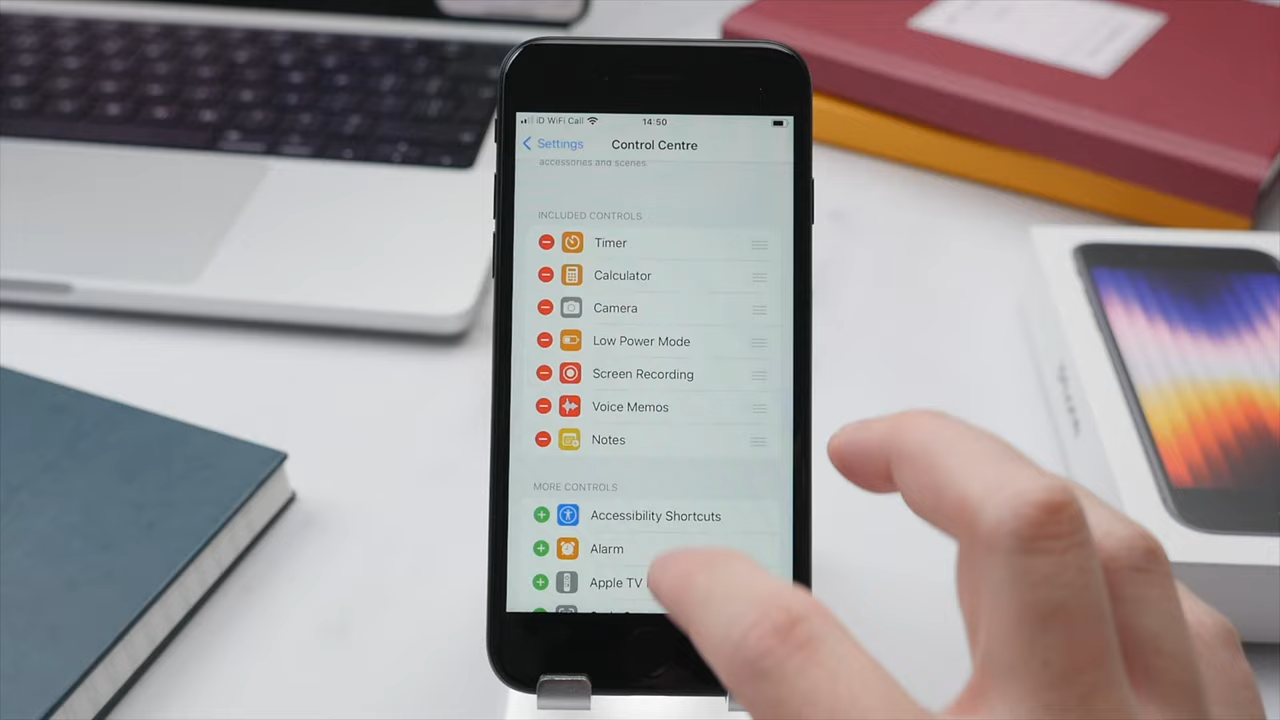 iD WiFi Call 14:50
Settings Control Centre
accessories and scenes.
INCLUDED CONTROLS
Timer
Calculator
Camera
Low Power Mode
Screen Recording
Voice Memos
Notes
MORE CONTROLS
Accessibility Shortcuts
Alarm
Apple TV